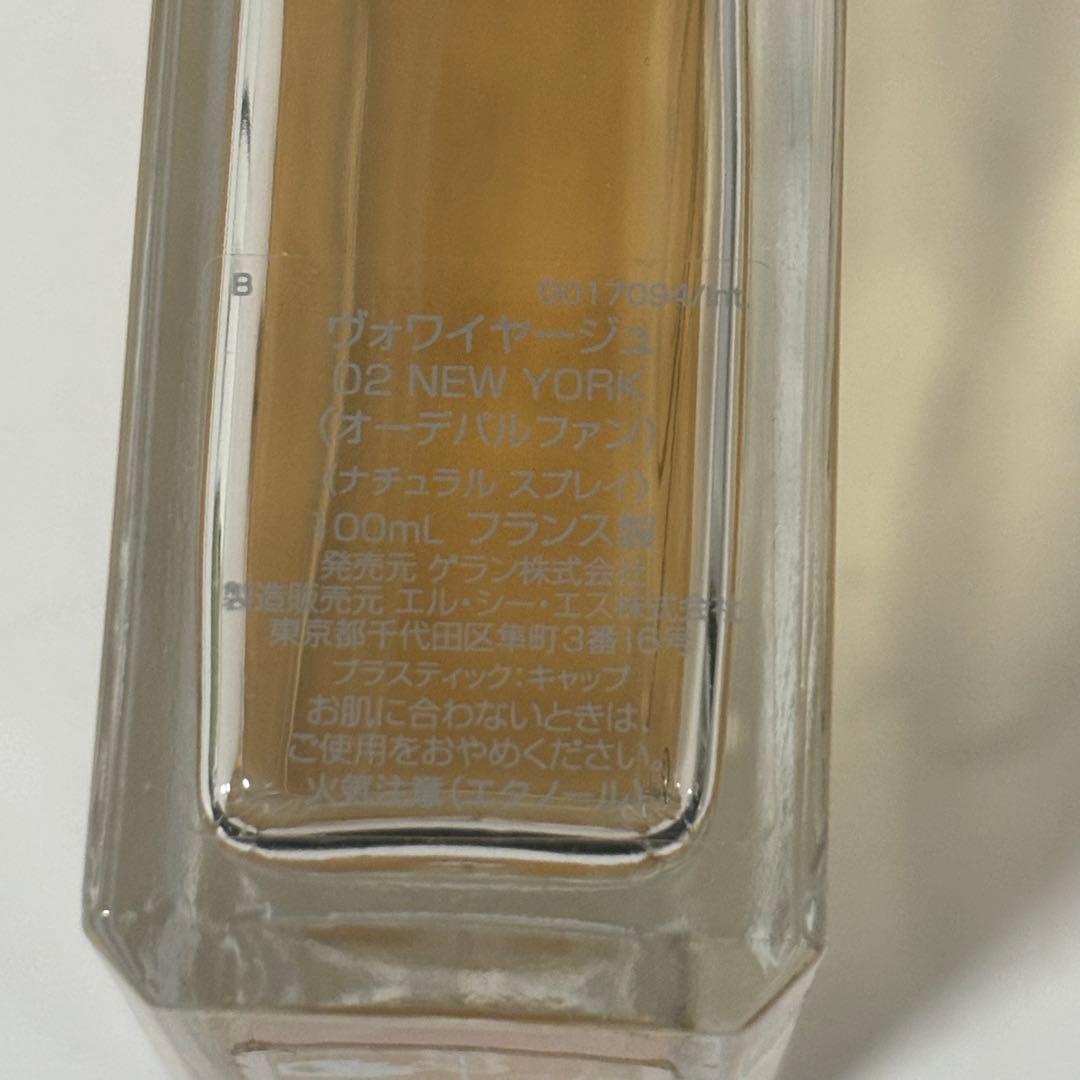 B
G017094/Int.
ヴォワイヤージュ
02 NEW YORK
(オーデパルファン)
(ナチュラル スプレイ)
100mL フランス製
発売元 ゲラン株式会社
製造販売元 エル・シー・エス株式会社
東京都千代田区隼町3番16号
プラスティック:キャップ
お肌に合わないときは、
ご使用をおやめください。
火気注意(エタノール)